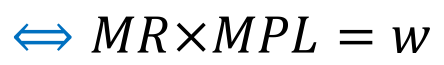 ⟺ MR×MPL = w